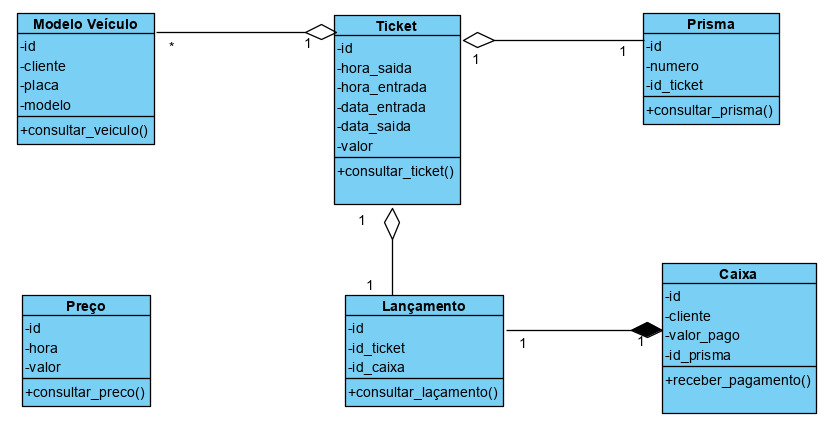 Modelo Veículo
-id
-cliente
-placa
-modelo
+consultar_veiculo()
*
1
Ticket
-id
-hora_saida
-hora_entrada
-data_entrada
-data_saida
-valor
+consultar_ticket()
1
1
Prisma
-id
-numero
-id_ticket
+consultar_prisma()
1
1
Preço
-id
-hora
-valor
+consultar_preco()
Lançamento
-id
-id_ticket
-id_caixa
+consultar_laçamento()
1
1
Caixa
-id
-cliente
-valor_pago
-id_prisma
+receber_pagamento()